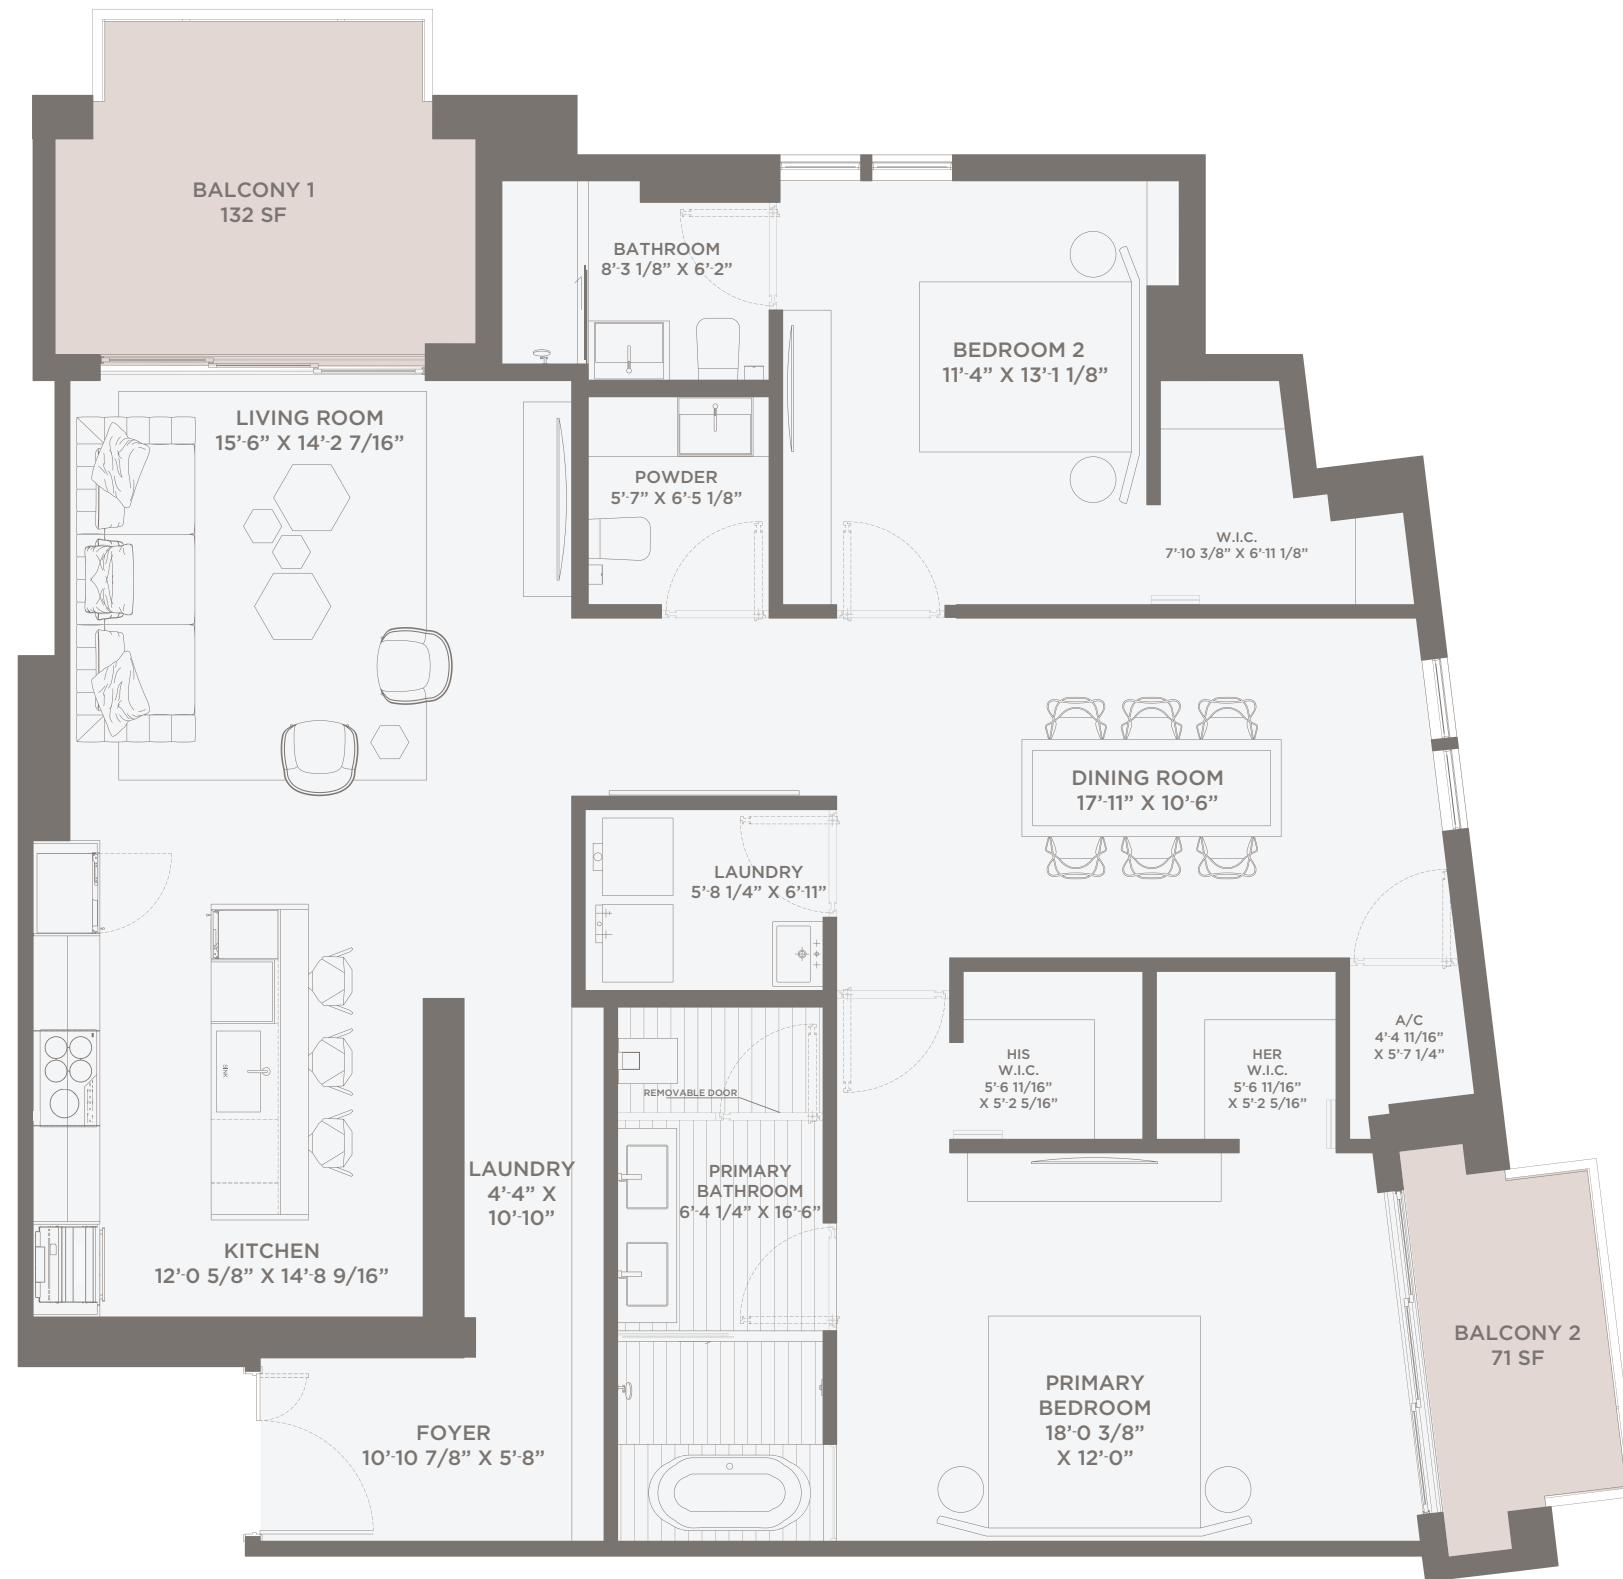 BALCONY 1
132 SF
BATHROOM
8’-3 1/8” X 6’-2”
BEDROOM 2
11’-4” X 13’-1 1/8”
LIVING ROOM
15’-6” X 14’-2 7/16”
POWDER
5’-7” X 6’-5 1/8”
W.I.C.
7’-10 3/8” X 6’-11 1/8”
DINING ROOM
17’-11” X 10’-6”
LAUNDRY
5’-8 1/4” X 6’-11”
A/C
4’-4 11/16”
X 5’-7 1/4”
HIS
W.I.C.
5’-6 11/16”
X 5’-2 5/16”
HER
W.I.C.
5’-6 11/16”
X 5’-2 5/16”
SINK
REMOVABLE DOOR
LAUNDRY
4’-4” X
10’-10”
PRIMARY
BATHROOM
6’-4 1/4” X 16’-6”
KITCHEN
12’-0 5/8” X 14’-8 9/16”
BALCONY 2
71 SF
PRIMARY
BEDROOM
18’-0 3/8”
X 12’-0”
FOYER
10’-10 7/8” X 5’-8”